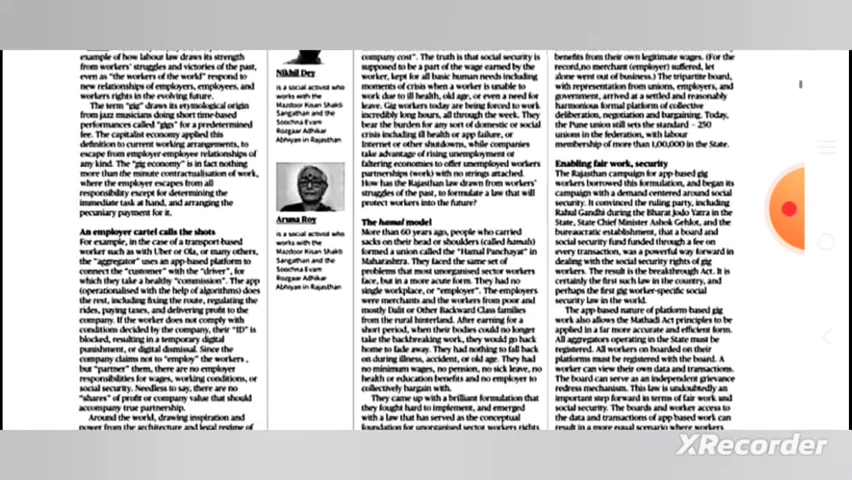 example of how labour law draws its strength
from workers' struggles and victories of the past,
even as "the workers of the world" respond to
new relationships of employers, employees, and
workers rights in the evolving future.
The term "gig" draws its etymological origin
from jazz musicians doing short time-based
performances called "gigs" for a predetermined
fee. The capitalist economy applied this
definition to current working arrangements, to
escape from employer-employee relationships of
any kind. The "gig economy" is in fact nothing
more than the minute contractualisation of work,
where the employer escapes from all
responsibility except for determining the
immediate task at hand, and arranging the
pecuniary payment for it.
An employer cartel calls the shots
For example, in the case of a transport-based
worker such as with Uber or Ola, or many others,
the "aggregator" uses an app-based platform to
connect the "customer" with the "driver", for
which they take a healthy "commission". The app
(operationalised with the help of algorithms) does
the rest, including fixing the route, regulating the
rides, paying taxes, and delivering profit to the
company. If the worker does not comply with
conditions decided by the company, their "ID" is
blocked, resulting in a temporary digital
punishment, or digital dismissal. Since the
company claims not to "employ" the workers ,
but "partner" them, there are no employer
responsibilities for wages, working conditions, or
social security. Needless to say, there are no
"shares" of profit or company value that should
accompany true partnership.
Around the world, drawing inspiration and
power from the architecture and legal regime of
Nikhil Dey
is a social activist who
works with the
Mazdoor Kisan Shakti
Sangathan and the
Soochna Evam
Rozgaar Adhikar
Abhiyan in Rajasthan
Aruna Roy
is a social activist who
works with the
Mazdoor Kisan Shakti
Sangathan and the
Soochna Evam
Rozgaar Adhikar
Abhiyan in Rajasthan
company cost". The truth is that social security is
supposed to be a part of the wage earned by the
worker, kept for all basic human needs including
moments of crisis when a worker is unable to
work due to ill health, old age, or even a need for
leave. Gig workers today are being forced to work
incredibly long hours, all through the week. They
bear the burden for any sort of domestic or social
crisis including ill health or app failure, or
Internet or other shutdowns, while companies
take advantage of rising unemployment or
faltering economies to offer unemployed workers
partnerships (work) with no strings attached.
How has the Rajasthan law drawn from workers'
struggles of the past, to formulate a law that will
protect workers into the future?
The hamal model
More than 60 years ago, people who carried
sacks on their head or shoulders (called hamals)
formed a union called the "Hamal Panchayat" in
Maharashtra. They faced the same set of
problems that most unorganised sector workers
face, but in a more acute form. They had no
single workplace, or "employer". The employers
were merchants and the workers from poor and
mostly Dalit or Other Backward Class families
from the rural hinterland. After earning for a
short period, when their bodies could no longer
take the backbreaking work, they would go back
home to fade away. They had nothing to fall back
on during illness, accident, or old age. They had
no minimum wages, no pension, no sick leave, no
health or education benefits and no employer to
collectively bargain with.
They came up with a brilliant formulation that
they fought hard to implement, and emerged
with a law that has served as the conceptual
foundation for unorganised sector workers rights
benefits from their own legitimate wages. (For the
record,no merchant (employer) suffered, let
alone went out of business.) The tripartite board,
with representation from unions, employers, and
government, arrived at a settled and reasonably
harmonious formal platform of collective
deliberation, negotiation and bargaining. Today,
the Pune union still sets the standard – 250
unions in the federation, with labour
membership of more than 1,00,000 in the State.
Enabling fair work, security
The Rajasthan campaign for app-based gig
workers borrowed this formulation, and began its
campaign with a demand centered around social
security. It convinced the ruling party, including
Rahul Gandhi during the Bharat Jodo Yatra in the
State, State Chief Minister Ashok Gehlot, and the
bureaucratic establishment, that a board and
social security fund funded through a fee on
every transaction, was a powerful way forward in
dealing with the social security rights of gig
workers. The result is the breakthrough Act. It is
certainly the first such law in the country, and
perhaps the first gig worker-specific social
security law in the world.
The app-based nature of platform-based gig
work also allows the Mathadi Act principles to be
applied in a far more accurate and efficient form.
All aggregators operating in the State must be
registered. All workers on boarded on their
platforms must be registered with the board. A
worker can view their own data and transactions.
The board can serve as an independent grievance
redress mechanism. This law is undoubtedly an
important step forward in terms of fair work and
social security. The boards and worker access to
the data and transactions of app based work can
result in a more equal scenario where workers
XRecorder